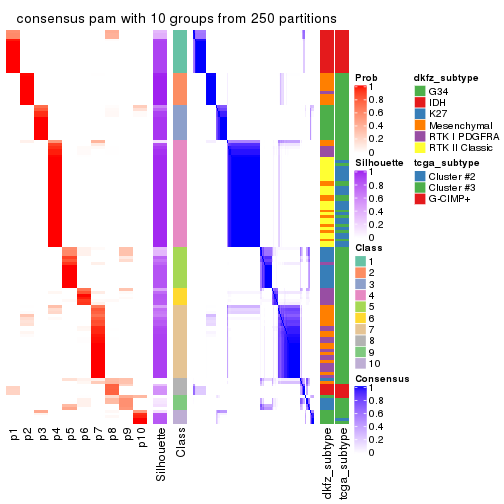 consensus pam with 10 groups from 250 partitions
Prob
1
0.8
0.6
0.4
0.2
0
Silhouette
1
0.8
0.6
0.4
0.2
0
Class
1
2
3
4
5
6
7
8
9
10
Consensus
1
0.8
0.6
0.4
0.2
0
dkfz_subtype
G34
IDH
K27
Mesenchymal
RTK I PDGFRA
RTK II Classic
tcga_subtype
Cluster #2
Cluster #3
G-CIMP+
p1
p2
p3
p4
p5
p6
p7
p8
p9
p10
Silhouette
Class
dkfz_subtype
tcga_subtype